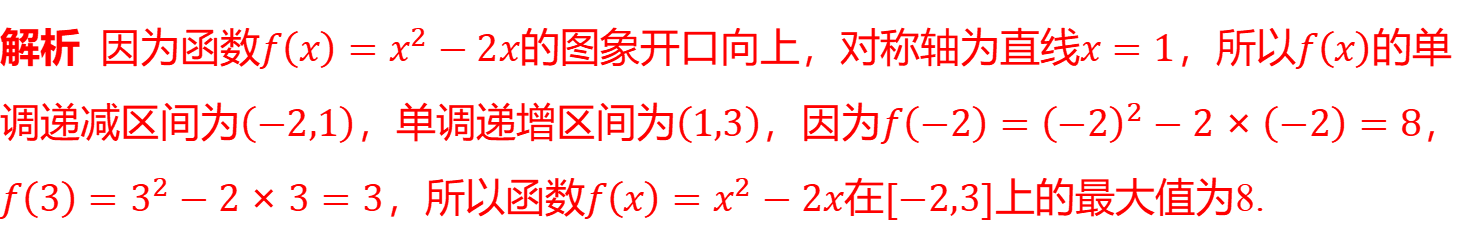 解析 因为函数f(x) = x² − 2x的图象开口向上，对称轴为直线x = 1，所以f(x)的单
调递减区间为(−2,1)，单调递增区间为(1,3)，因为f(−2) = (−2)² − 2 × (−2) = 8，
f(3) = 3² − 2 × 3 = 3，所以函数f(x) = x² − 2x在[−2,3]上的最大值为8.